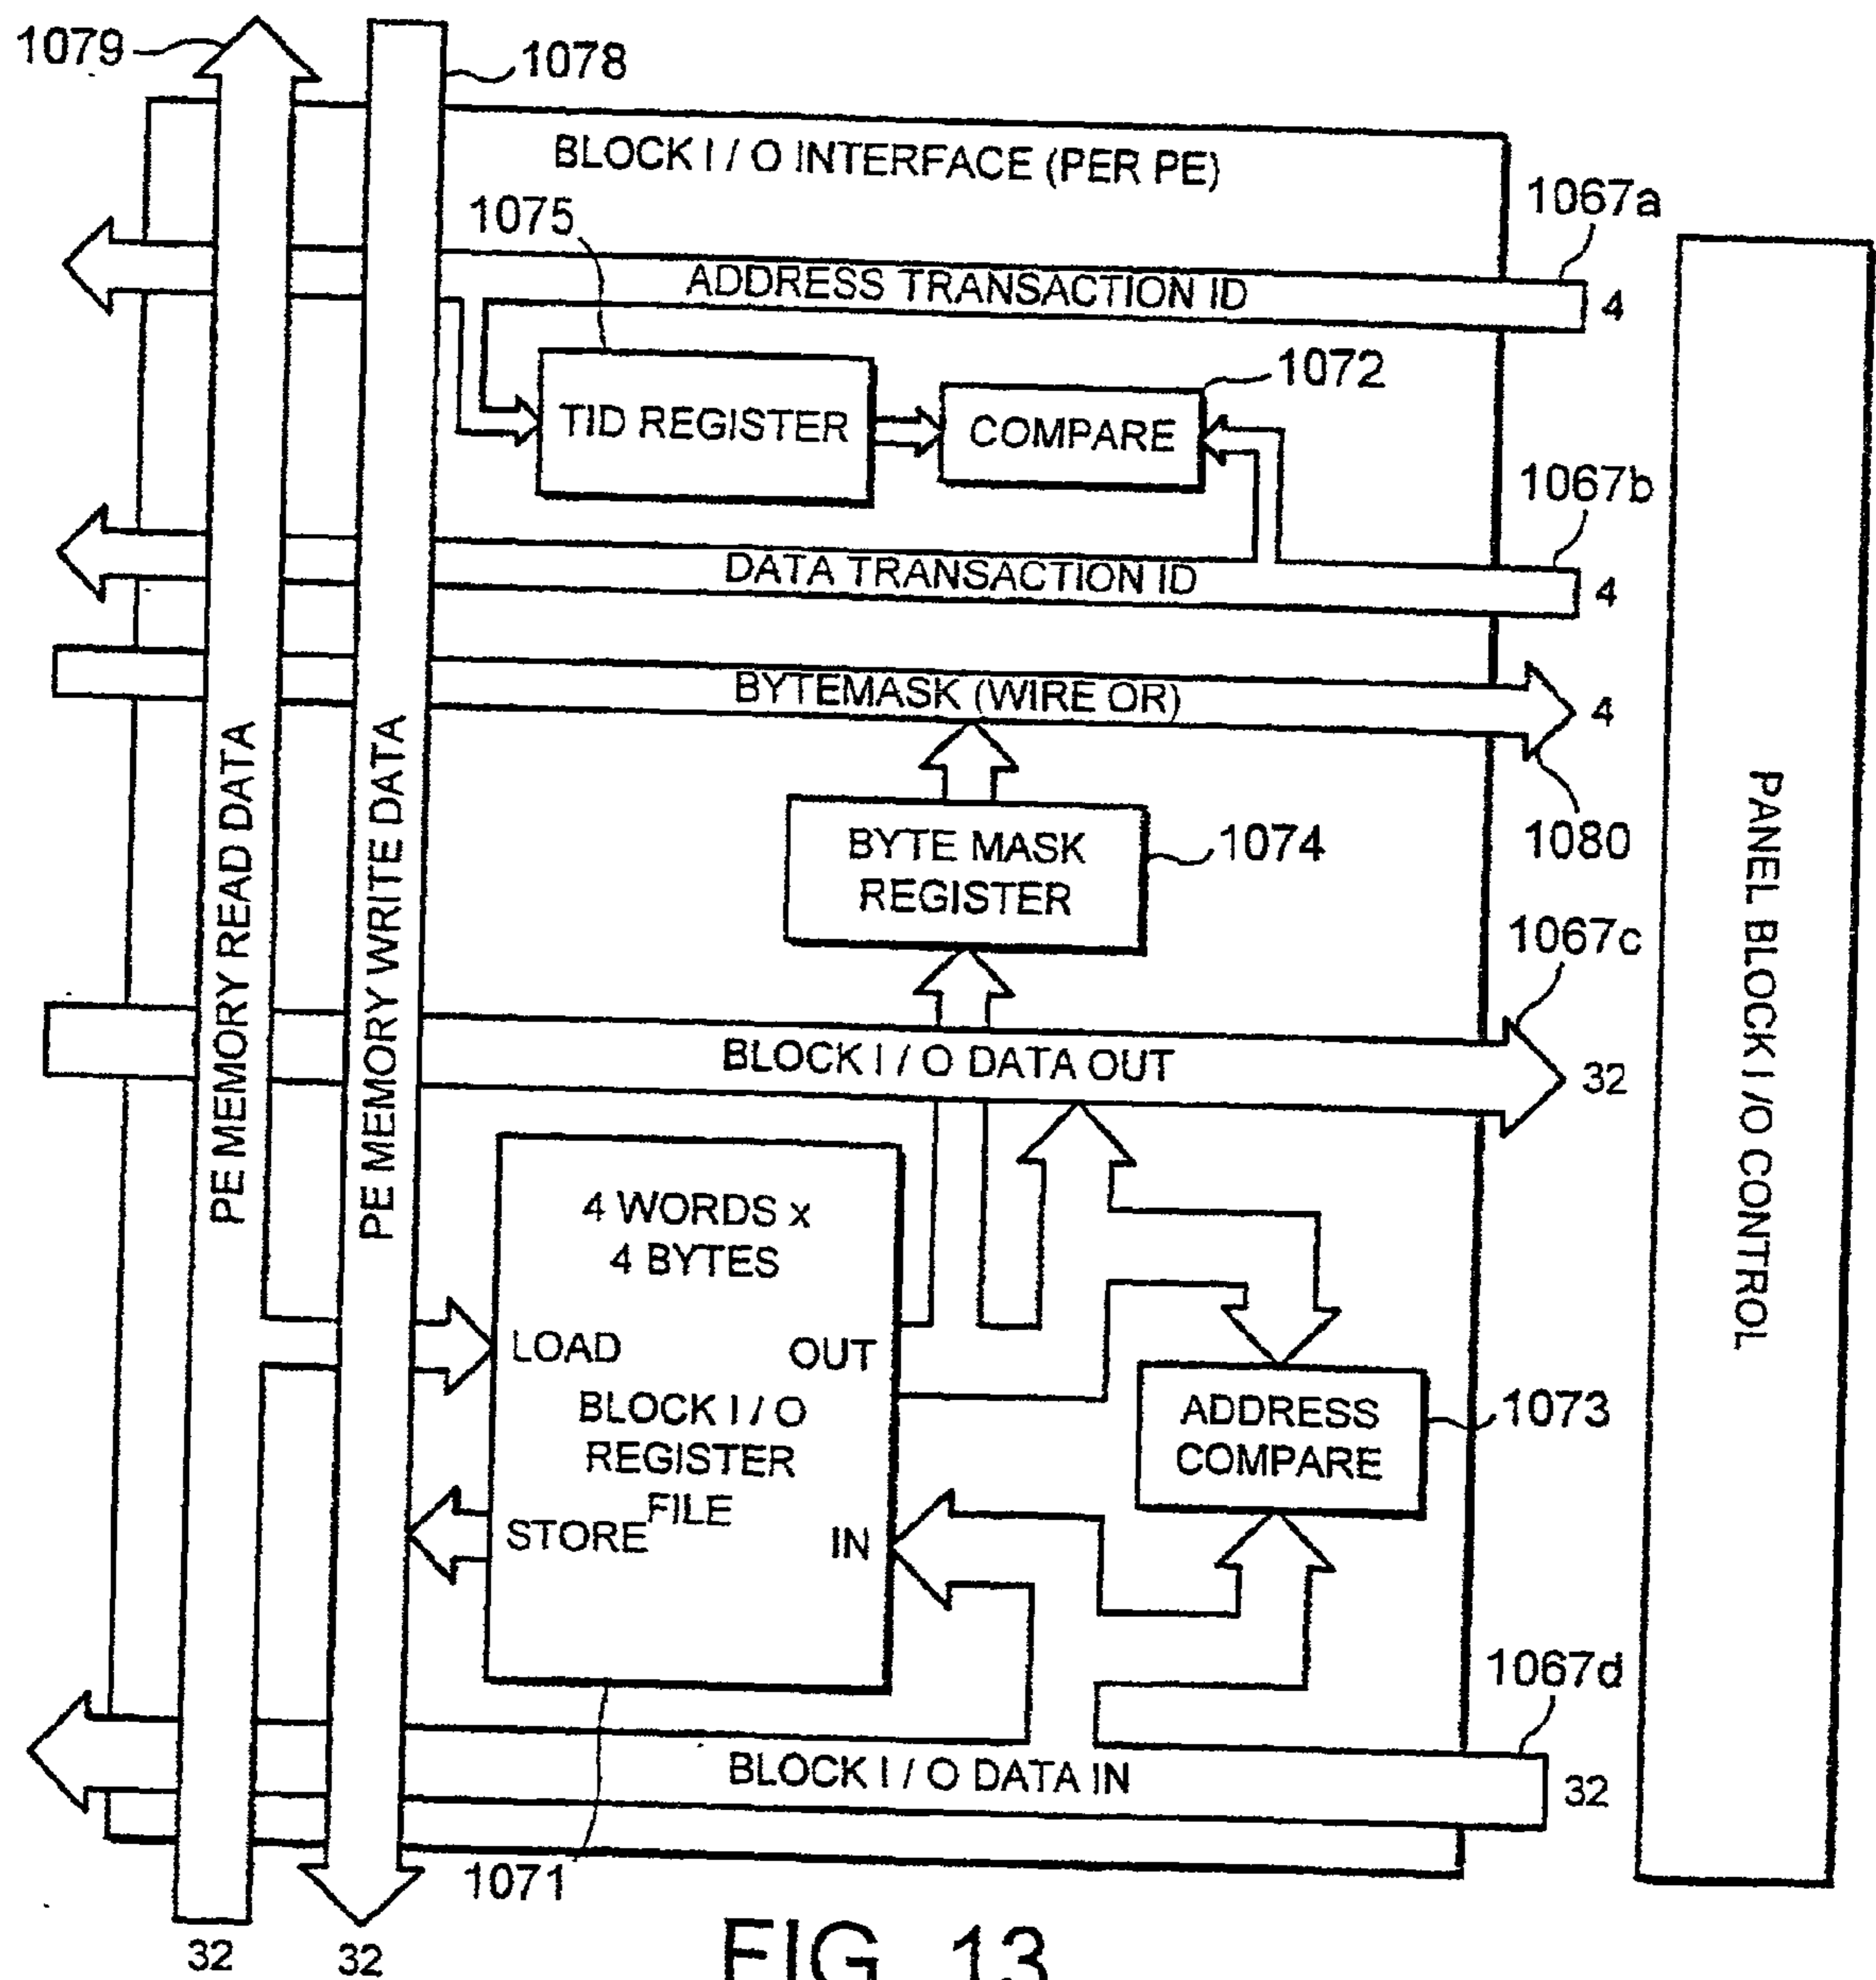 1079
1078
BLOCK I / O INTERFACE (PER PE)
1075
1067a
ADDRESS TRANSACTION ID
4
1072
TID REGISTER
COMPARE
1067b
DATA TRANSACTION ID
4
BYTEMASK (WIRE OR)
4
1080
BYTE MASK
REGISTER
1074
1067c
BLOCK I / O DATA OUT
32
PE MEMORY READ DATA
PE MEMORY WRITE DATA
PANEL BLOCK I / O CONTROL
4 WORDS x
4 BYTES
LOAD
OUT
BLOCK I / O
REGISTER
FILE
STORE
IN
ADDRESS
COMPARE
1073
1067d
BLOCK I / O DATA IN
32
1071
32
32
FIG. 13